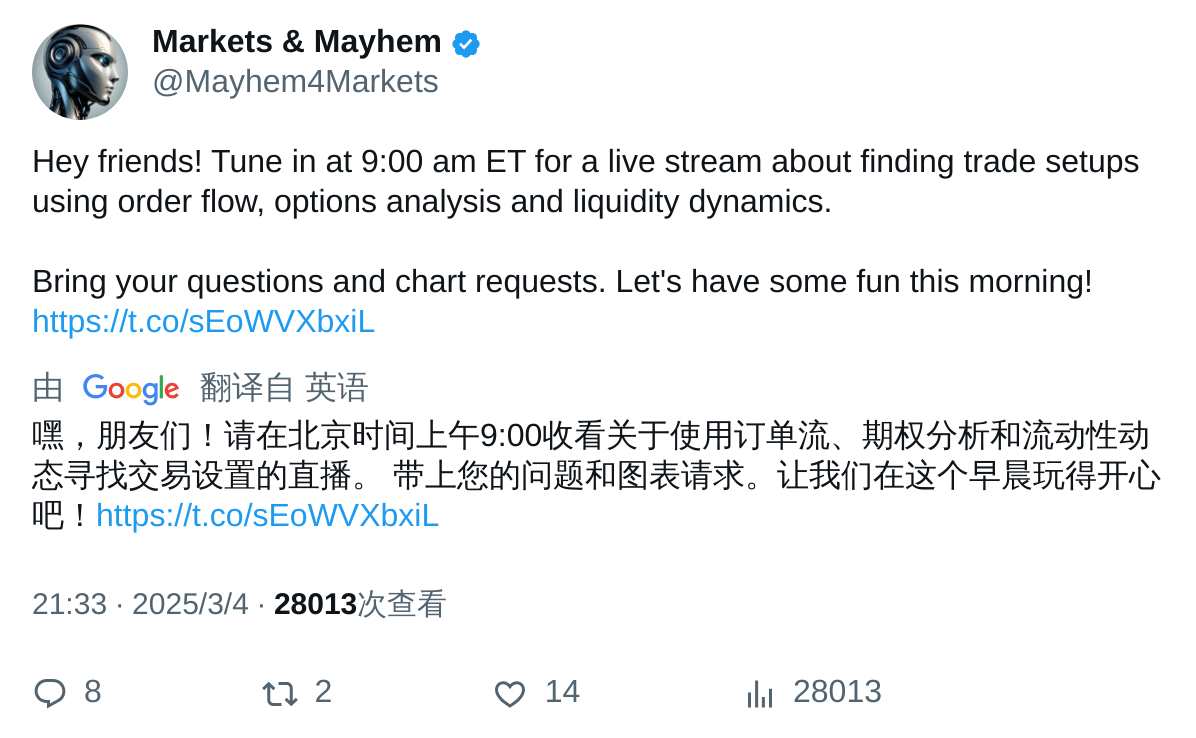 Markets & Mayhem
@Mayhem4Markets
Hey friends! Tune in at 9:00 am ET for a live stream about finding trade setups
using order flow, options analysis and liquidity dynamics.
Bring your questions and chart requests. Let's have some fun this morning!
https://t.co/sEoWVXbxiL
由 Google 翻译自 英语
嘿，朋友们！请在北京时间上午9:00收看关于使用订单流、期权分析和流动性动
态寻找交易设置的直播。 带上您的问题和图表请求。让我们在这个早晨玩得开心
吧！https://t.co/sEoWVXbxiL
21:33 · 2025/3/4 · 28013次查看
8 2 14 28013